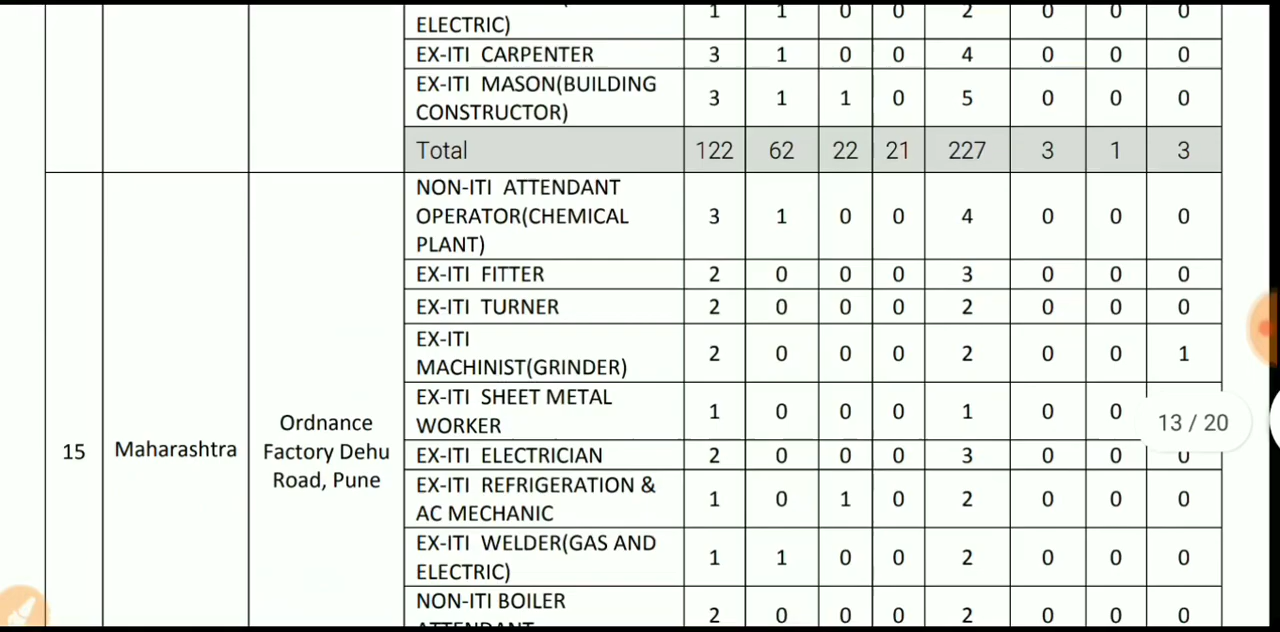 ELECTRIC) 1 1 0 0 2 0 0 0
EX-ITI CARPENTER 3 1 0 0 4 0 0 0
EX-ITI MASON(BUILDING
CONSTRUCTOR) 3 1 1 0 5 0 0 0
Total 122 62 22 21 227 3 1 3
15 Maharashtra
Ordnance
Factory Dehu
Road, Pune
NON-ITI ATTENDANT
OPERATOR(CHEMICAL
PLANT) 3 1 0 0 4 0 0 0
EX-ITI FITTER 2 0 0 0 3 0 0 0
EX-ITI TURNER 2 0 0 0 2 0 0 0
EX-ITI
MACHINIST(GRINDER) 2 0 0 0 2 0 0 1
EX-ITI SHEET METAL
WORKER 1 0 0 0 1 0 0
13 / 20
EX-ITI ELECTRICIAN 2 0 0 0 3 0 0 0
EX-ITI REFRIGERATION &
AC MECHANIC 1 0 1 0 2 0 0 0
EX-ITI WELDER(GAS AND
ELECTRIC) 1 1 0 0 2 0 0 0
NON-ITI BOILER
ATTENDANT 2 0 0 0 2 0 0 0